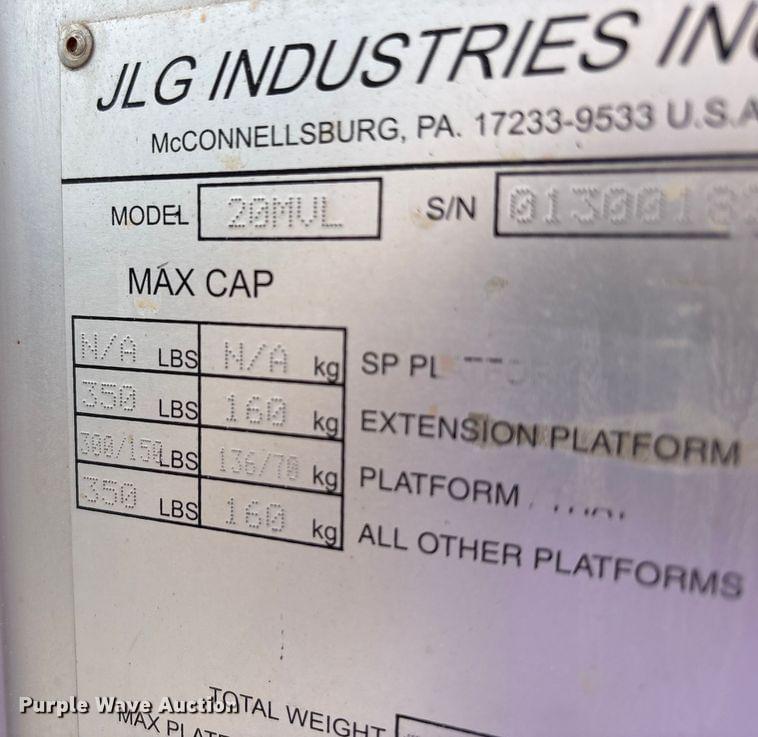 JLG INDUSTRIES INC
McCONNELLSBURG, PA. 17233-9533 U.S.A
MODEL 20MVL S/N
MAX CAP
N/A LBS N/A kg SP
350 LBS 160 kg EXTENSION PLATFORM
300/150 LBS 136/70 kg PLATFORM
350 LBS 160 kg ALL OTHER PLATFORMS
TOTAL WEIGHT
MAX
Purple Wave Auction